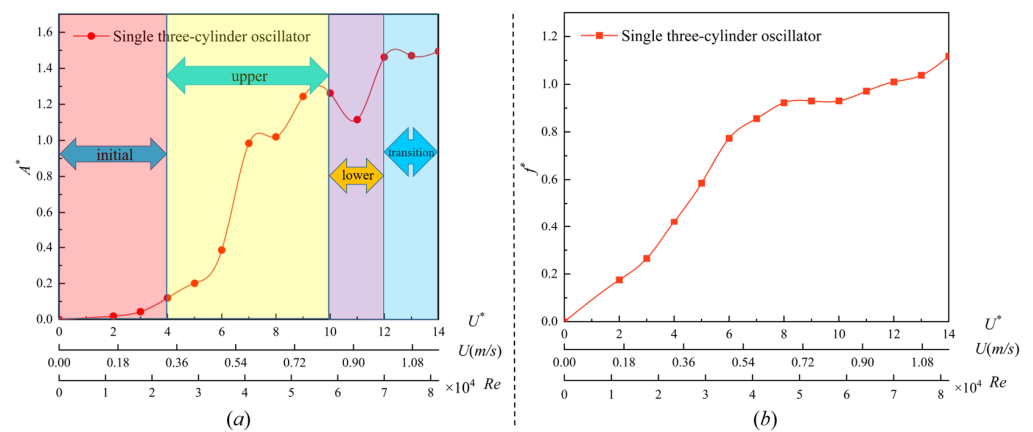 Single three-cylinder oscillator
upper
initial
lower
transition
A*
1.6
1.4
1.2
1.0
0.8
0.6
0.4
0.2
0.0
0 2 4 6 8 10 12 14
U*
0.00 0.18 0.36 0.54 0.72 0.90 1.08
U(m/s)
0 1 2 3 4 5 6 7 8
×10⁴ Re
(a)
Single three-cylinder oscillator
f*
1.2
1.0
0.8
0.6
0.4
0.2
0.0
0 2 4 6 8 10 12 14
U*
0.00 0.18 0.36 0.54 0.72 0.90 1.08
U(m/s)
0 1 2 3 4 5 6 7 8
×10⁴ Re
(b)